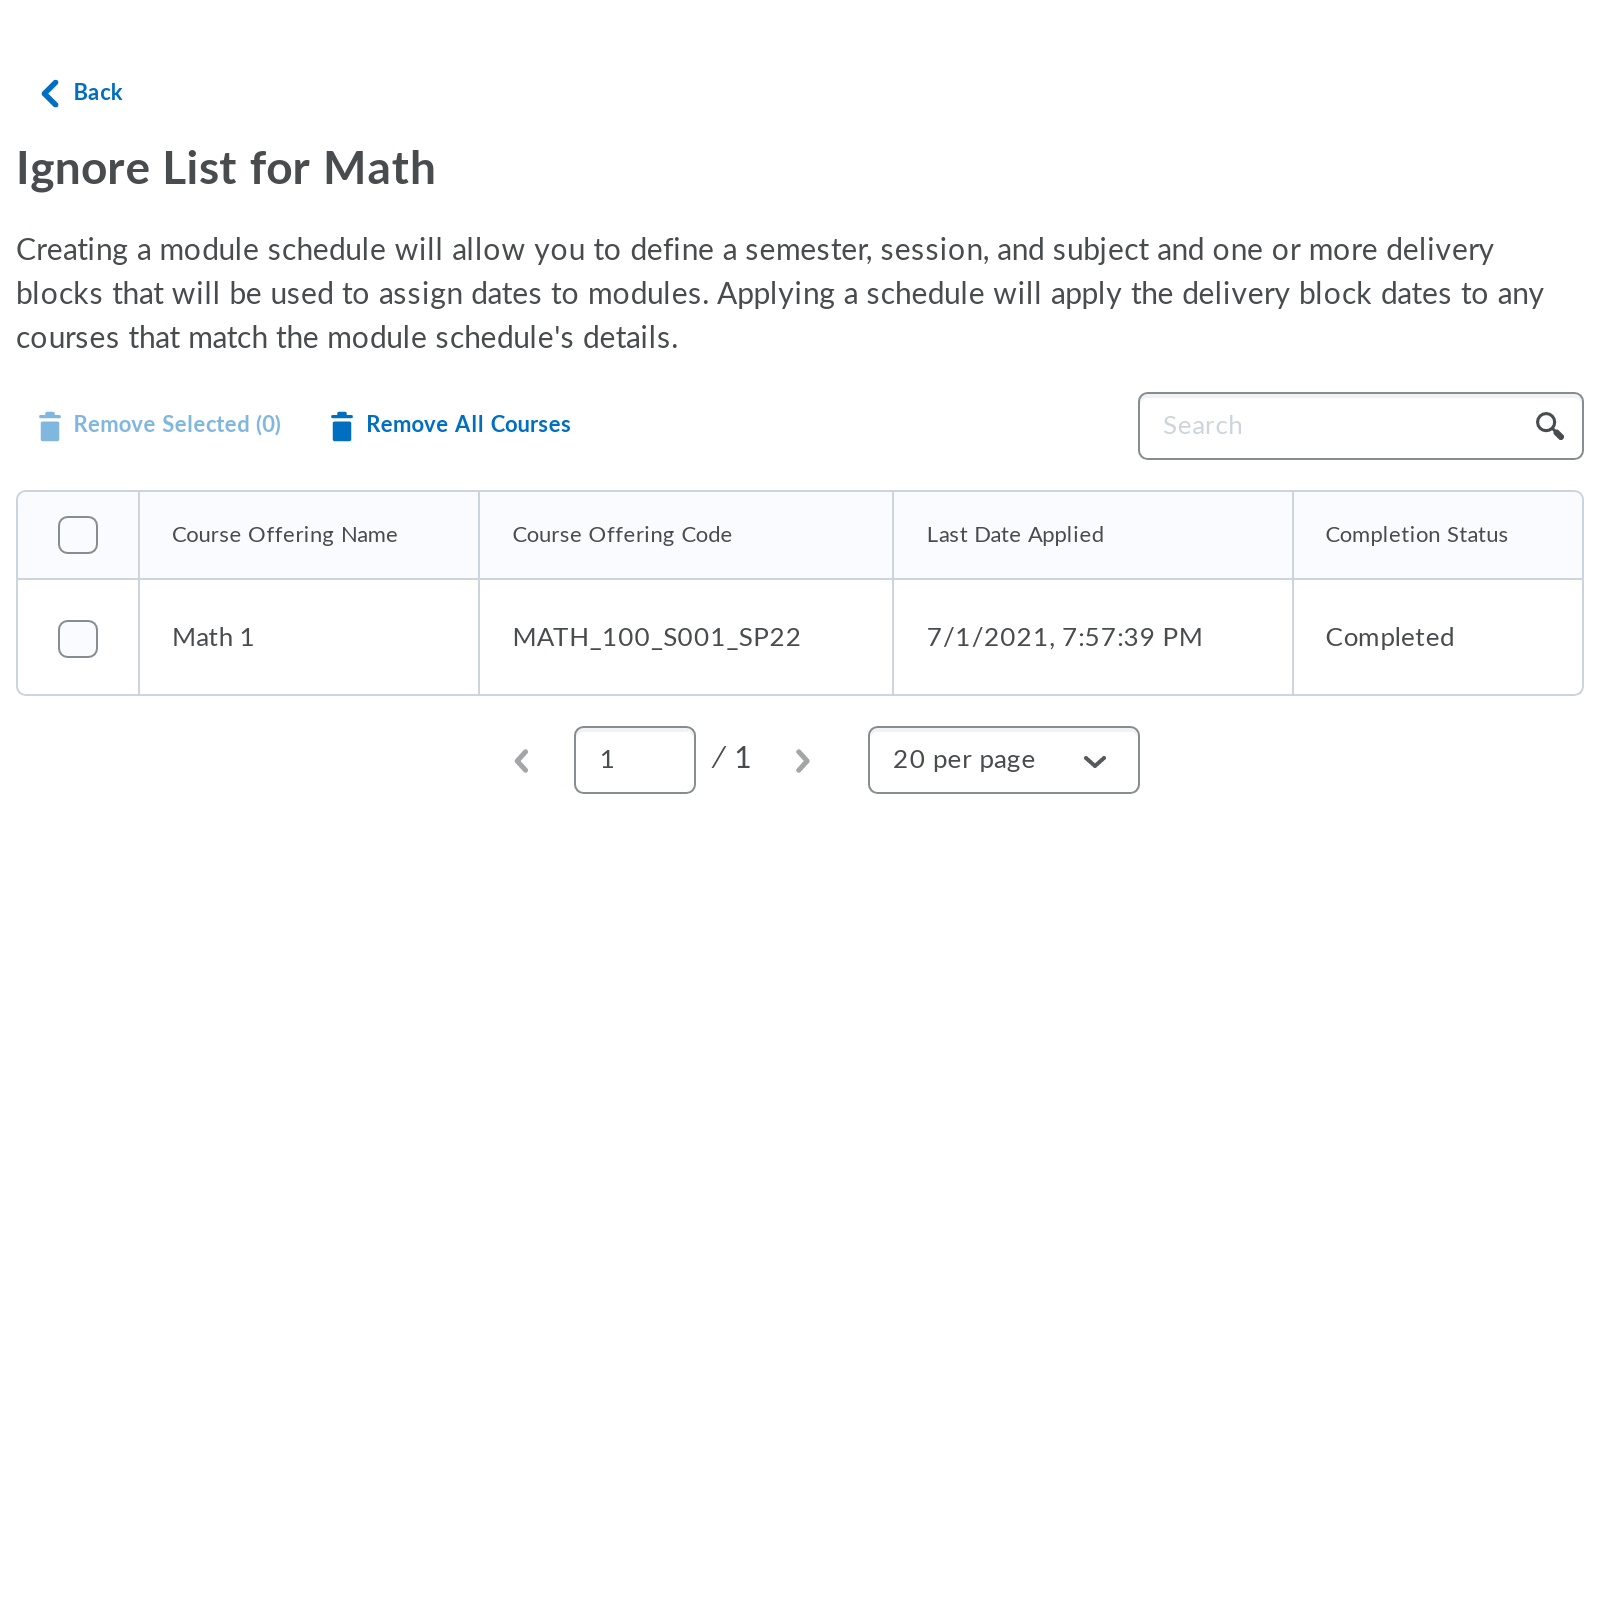 Back
Ignore List for Math
Creating a module schedule will allow you to define a semester, session, and subject and one or more delivery
blocks that will be used to assign dates to modules. Applying a schedule will apply the delivery block dates to any
courses that match the module schedule's details.
Remove Selected (0) Remove All Courses Search
Course Offering Name Course Offering Code Last Date Applied Completion Status
Math 1 MATH_100_S001_SP22 7/1/2021, 7:57:39 PM Completed
1 / 1 20 per page